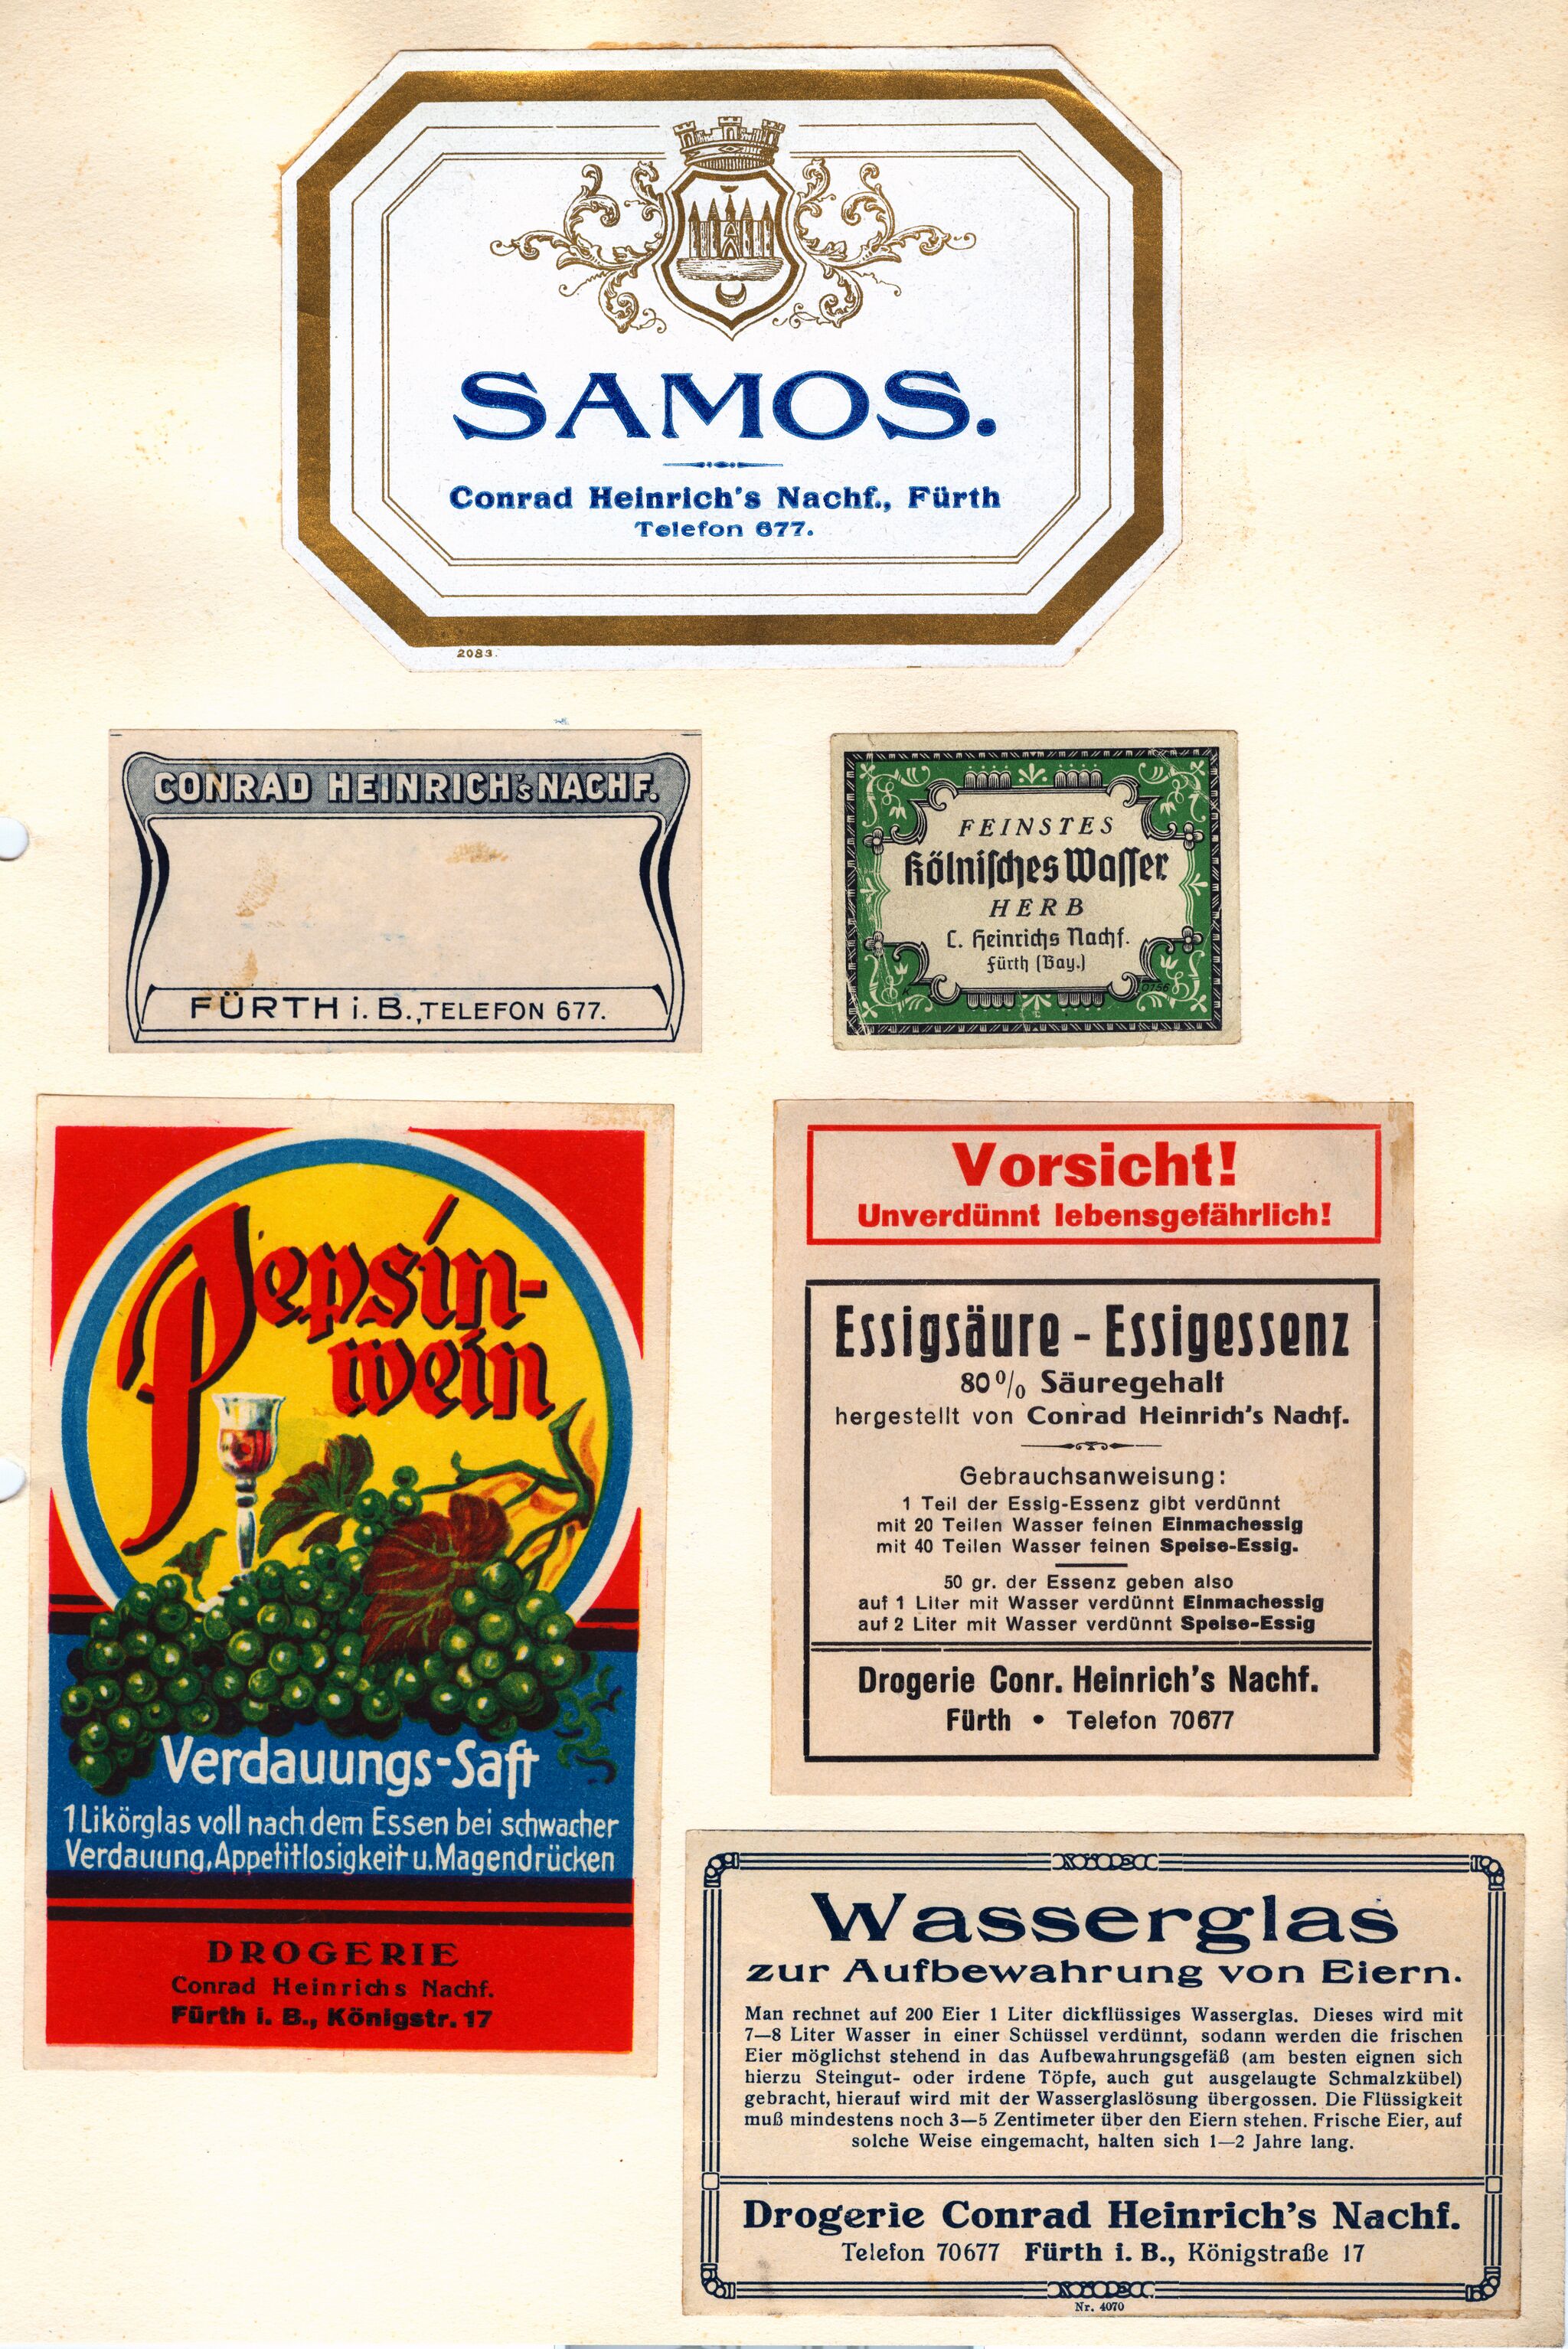 SAMOS.
Conrad Heinrich's Nachf., Fürth
Telefon 677.
2083.
CONRAD HEINRICH's NACHF.
FÜRTH i. B., TELEFON 677.
FEINSTES
Kölnisches Wasser
HERB
C. Heinrichs Nachf.
Fürth (Bay.)
0756
Pepsin-
wein
Verdauungs-Saft
1 Likörglas voll nach dem Essen bei schwacher
Verdauung, Appetitlosigkeit u. Magendrücken
DROGERIE
Conrad Heinrichs Nachf.
Fürth i. B., Königstr. 17
Vorsicht!
Unverdünnt lebensgefährlich!
Essigsäure - Essigessenz
80% Säuregehalt
hergestellt von Conrad Heinrich's Nachf.
Gebrauchsanweisung:
1 Teil der Essig-Essenz gibt verdünnt
mit 20 Teilen Wasser feinen Einmachessig
mit 40 Teilen Wasser feinen Speise-Essig.
50 gr. der Essenz geben also
auf 1 Liter mit Wasser verdünnt Einmachessig
auf 2 Liter mit Wasser verdünnt Speise-Essig
Drogerie Conr. Heinrich's Nachf.
Fürth • Telefon 70677
Wasserglas
zur Aufbewahrung von Eiern.
Man rechnet auf 200 Eier 1 Liter dickflüssiges Wasserglas. Dieses wird mit
7—8 Liter Wasser in einer Schüssel verdünnt, sodann werden die frischen
Eier möglichst stehend in das Aufbewahrungsgefäß (am besten eignen sich
hierzu Steingut- oder irdene Töpfe, auch gut ausgelaugte Schmalzkübel)
gebracht, hierauf wird mit der Wasserglaslösung übergossen. Die Flüssigkeit
muß mindestens noch 3—5 Zentimeter über den Eiern stehen. Frische Eier, auf
solche Weise eingemacht, halten sich 1—2 Jahre lang.
Drogerie Conrad Heinrich's Nachf.
Telefon 70677 Fürth i. B., Königstraße 17
Nr. 4070